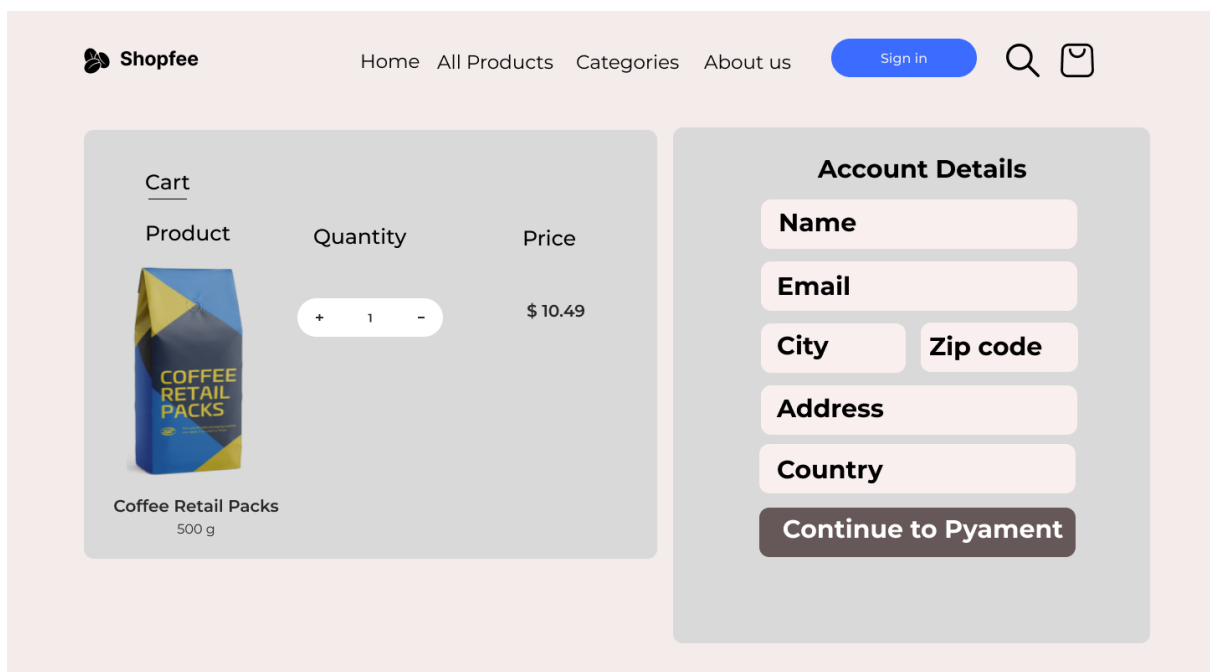 Shopfee
Home All Products Categories About us Sign in
Cart
Product Quantity Price
+ 1 -
$ 10.49
COFFEE
RETAIL
PACKS
Coffee Retail Packs
500 g
Account Details
Name
Email
City Zip code
Address
Country
Continue to Pyament